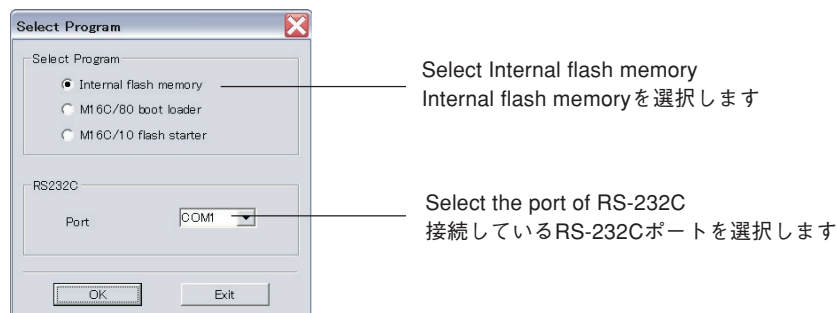 Select Program
Select Program
Internal flash memory
M16C/80 boot loader
M16C/10 flash starter
RS232C
Port
COM1
OK
Exit
Select Internal flash memory
Internal flash memoryを選択します
Select the port of RS-232C
接続しているRS-232Cポートを選択します